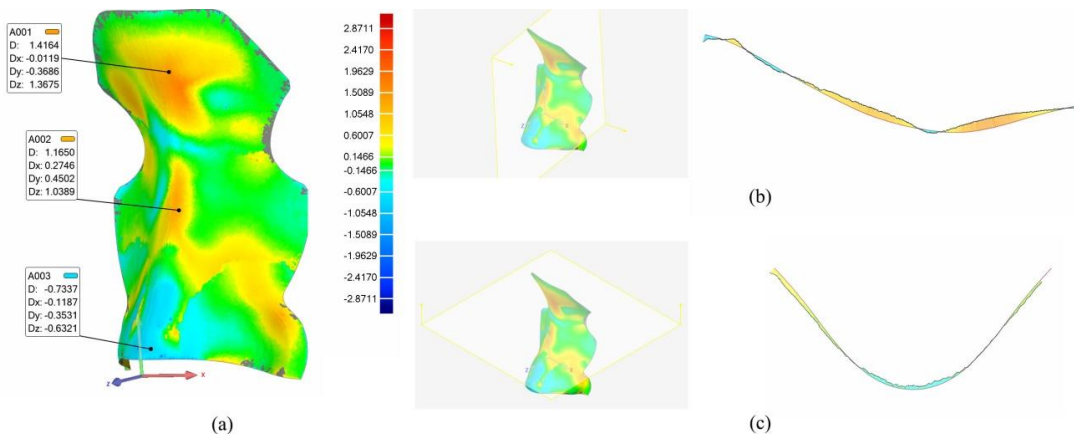 A001
D: 1.4164
Dx: -0.0119
Dy: -0.3686
Dz: 1.3675
A002
D: 1.1650
Dx: 0.2746
Dy: 0.4502
Dz: 1.0389
A003
D: -0.7337
Dx: -0.1187
Dy: -0.3531
Dz: -0.6321
z
x
2.8711
2.4170
1.9629
1.5089
1.0548
0.6007
0.1466
-0.1466
-0.6007
-1.0548
-1.5089
-1.9629
-2.4170
-2.8711
(a)
z
x
(b)
z
(c)